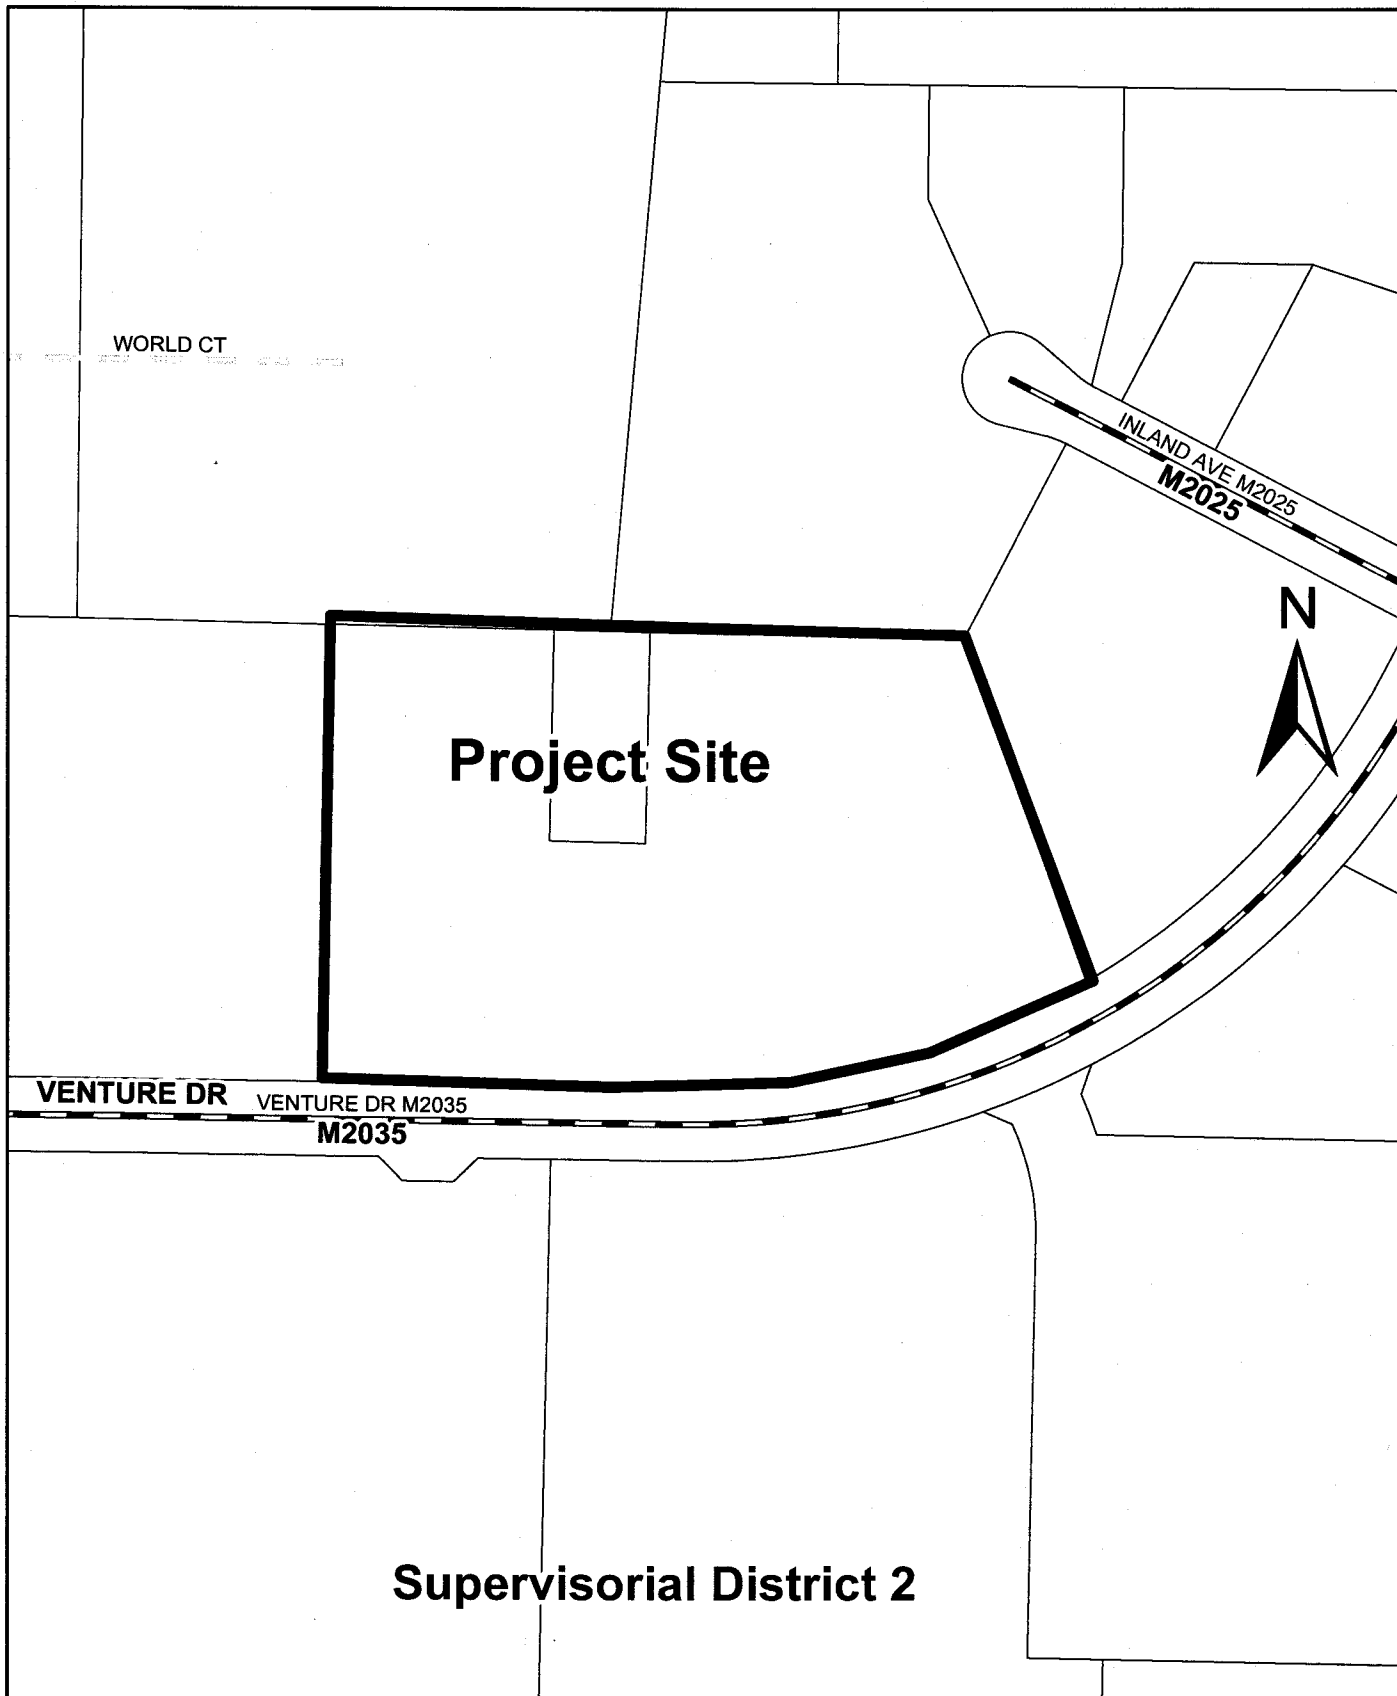 WORLD CT
INLAND AVE M2025
M2025
N
Project Site
VENTURE DR
VENTURE DR M2035
M2035
Supervisorial District 2